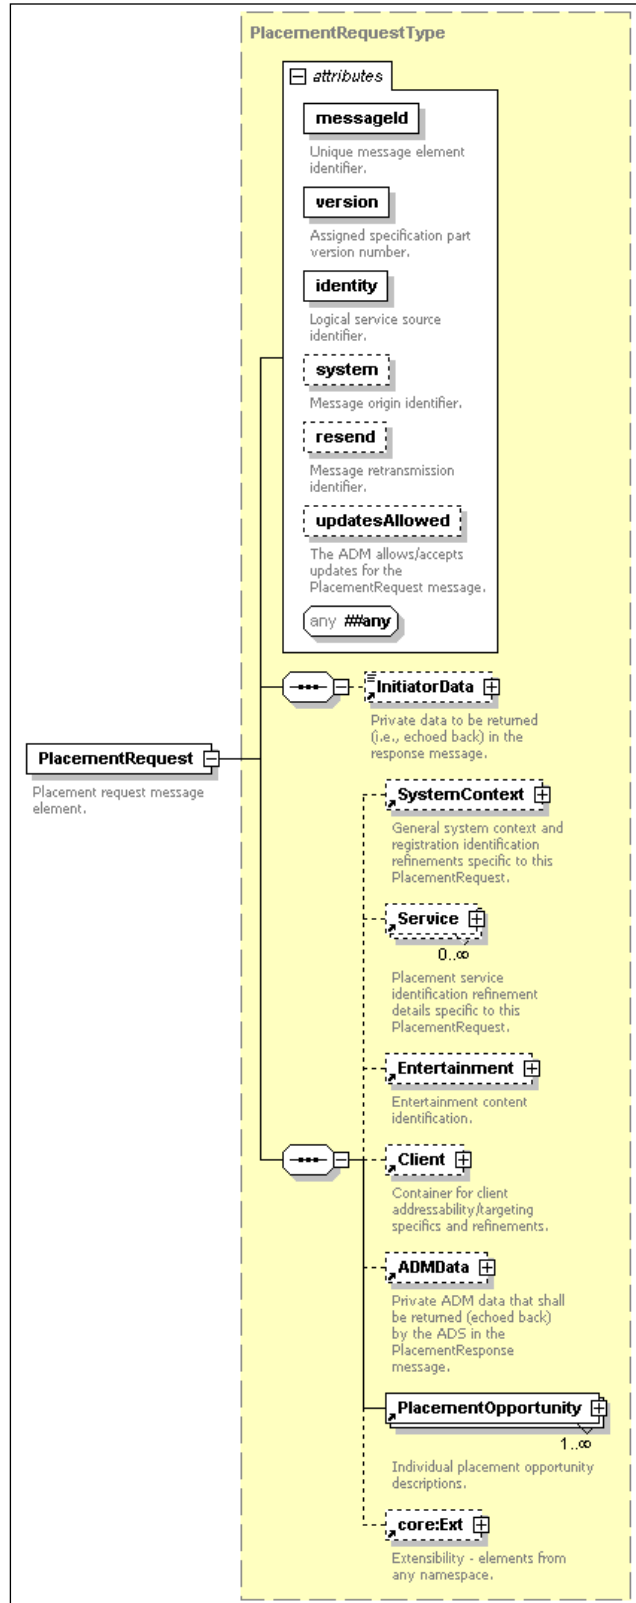 PlacementRequestType
attributes
messageId
Unique message element
identifier.
version
Assigned specification part
version number.
identity
Logical service source
identifier.
system
Message origin identifier.
resend
Message retransmission
identifier.
updatesAllowed
The ADM allows/accepts
updates for the
PlacementRequest message.
any ##any
InitiatorData
Private data to be returned
(i.e., echoed back) in the
response message.
PlacementRequest
Placement request message
element.
SystemContext
General system context and
registration identification
refinements specific to this
PlacementRequest.
Service
0..∞
Placement service
identification refinement
details specific to this
PlacementRequest.
Entertainment
Entertainment content
identification.
Client
Container for client
addressability/targeting
specifics and refinements.
ADMData
Private ADM data that shall
be returned (echoed back)
by the ADS in the
PlacementResponse
message.
PlacementOpportunity
1..∞
Individual placement opportunity
descriptions.
core:Ext
Extensibility - elements from
any namespace.